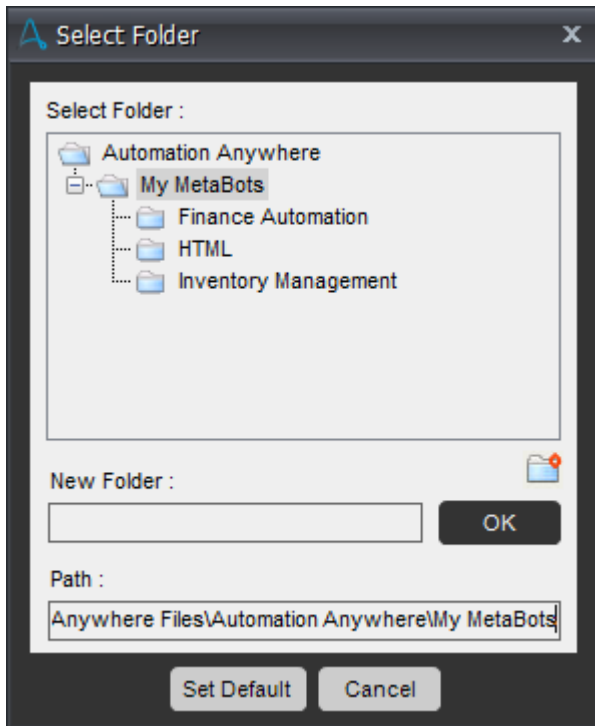 Select Folder
x
Select Folder :
Automation Anywhere
My MetaBots
Finance Automation
HTML
Inventory Management
New Folder :
OK
Path :
Anywhere Files\Automation Anywhere\My MetaBots
Set Default
Cancel